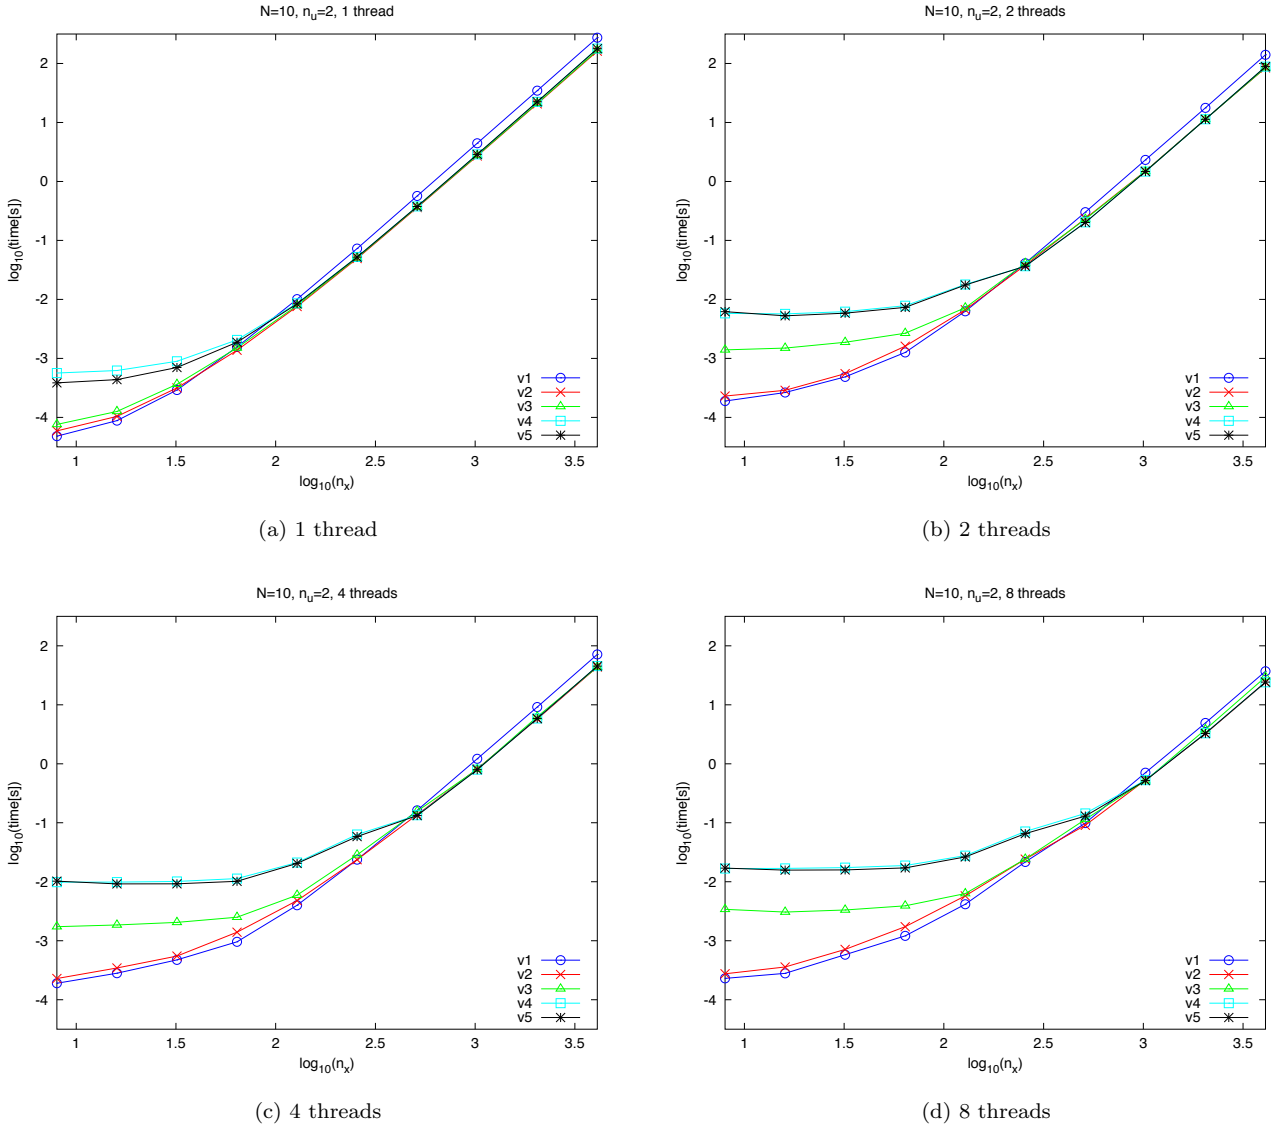 N=10, n_u=2, 1 thread
log₁₀(time[s])
2
1
0
-1
-2
-3
-4
v1
v2
v3
v4
v5
1
1.5
2
2.5
3
3.5
log₁₀(nₓ)
(a) 1 thread
N=10, n_u=2, 2 threads
log₁₀(time[s])
2
1
0
-1
-2
-3
-4
v1
v2
v3
v4
v5
1
1.5
2
2.5
3
3.5
log₁₀(nₓ)
(b) 2 threads
N=10, n_u=2, 4 threads
log₁₀(time[s])
2
1
0
-1
-2
-3
-4
v1
v2
v3
v4
v5
1
1.5
2
2.5
3
3.5
log₁₀(nₓ)
(c) 4 threads
N=10, n_u=2, 8 threads
log₁₀(time[s])
2
1
0
-1
-2
-3
-4
v1
v2
v3
v4
v5
1
1.5
2
2.5
3
3.5
log₁₀(nₓ)
(d) 8 threads